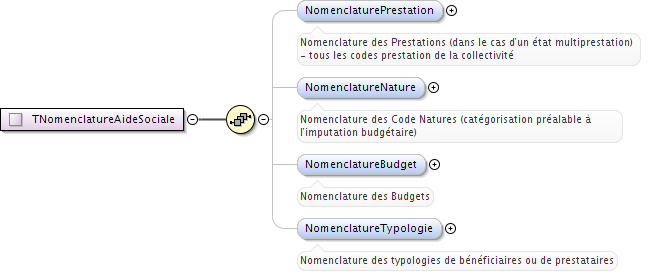 NomenclaturePrestation
Nomenclature des Prestations (dans le cas d'un état multiprestation)
– tous les codes prestation de la collectivité
NomenclatureNature
TNomenclatureAideSociale
Nomenclature des Code Natures (catégorisation préalable à
l'imputation budgétaire)
NomenclatureBudget
Nomenclature des Budgets
NomenclatureTypologie
Nomenclature des typologies de bénéficiaires ou de prestataires